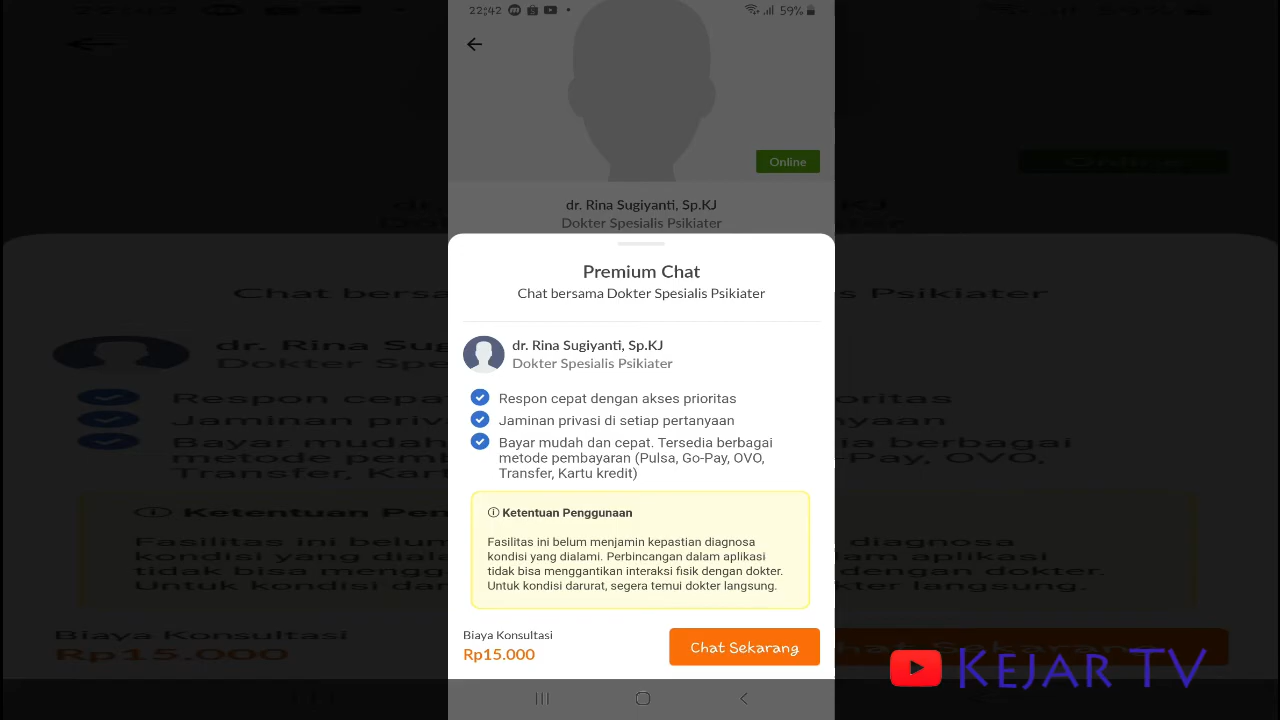 22:42
59%
Online
dr. Rina Sugiyanti, Sp.KJ
Dokter Spesialis Psikiater
Premium Chat
Chat bersama Dokter Spesialis Psikiater
dr. Rina Sugiyanti, Sp.KJ
Dokter Spesialis Psikiater
Respon cepat dengan akses prioritas
Jaminan privasi di setiap pertanyaan
Bayar mudah dan cepat. Tersedia berbagai
metode pembayaran (Pulsa, Go-Pay, OVO,
Transfer, Kartu kredit)
Ketentuan Penggunaan
Fasilitas ini belum menjamin kepastian diagnosa
kondisi yang dialami. Perbincangan dalam aplikasi
tidak bisa menggantikan interaksi fisik dengan dokter.
Untuk kondisi darurat, segera temui dokter langsung.
Biaya Konsultasi
Rp15.000
Chat Sekarang
KEJAR TV